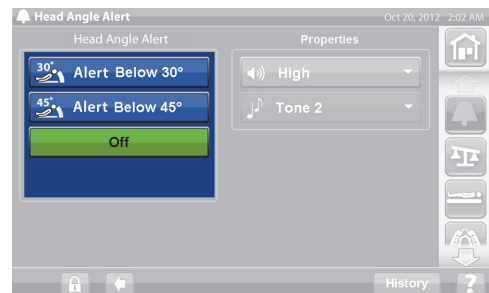 Head Angle Alert
Oct 20, 2012 2:02 AM
Head Angle Alert
Properties
30° Alert Below 30°
High
45° Alert Below 45°
Tone 2
Off
History
?